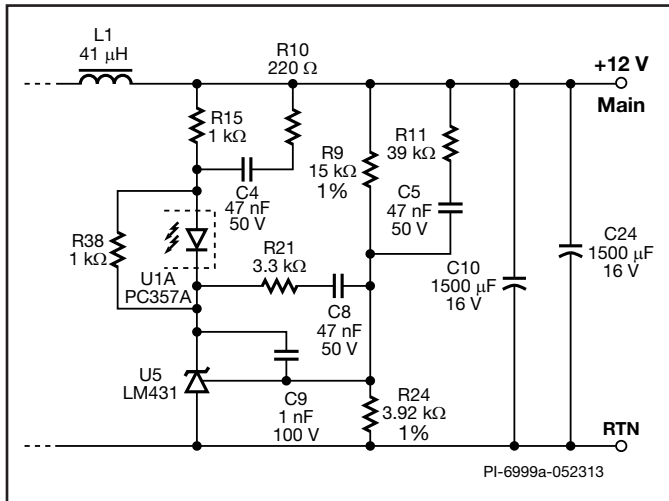 L1
41 μH
R10
220 Ω
+12 V
Main
R15
1 kΩ
R11
39 kΩ
R9
15 kΩ
1%
C4
47 nF
50 V
C5
47 nF
50 V
R38
1 kΩ
R21
3.3 kΩ
C24
1500 μF
16 V
C10
1500 μF
16 V
U1A
PC357A
C8
47 nF
50 V
U5
LM431
C9
1 nF
100 V
R24
3.92 kΩ
1%
RTN
PI-6999a-052313